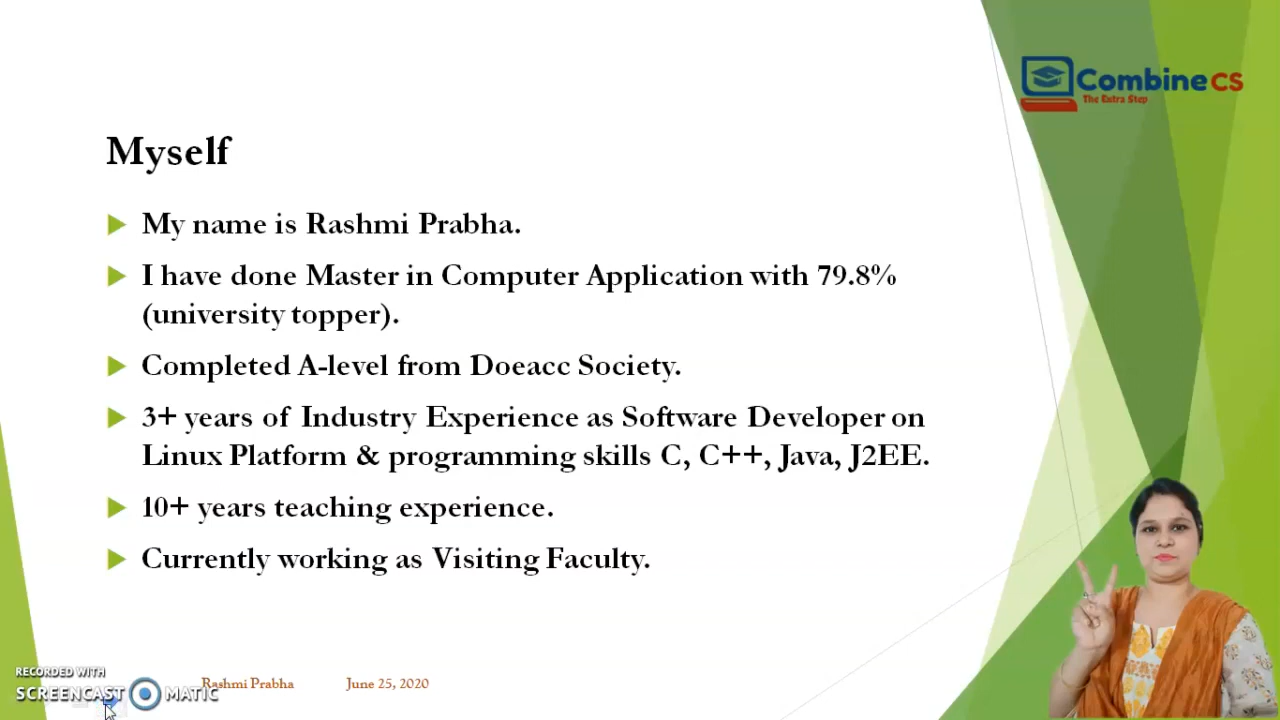 Combine CS
The Extra Step
Myself
My name is Rashmi Prabha.
I have done Master in Computer Application with 79.8%
(university topper).
Completed A-level from Doeacc Society.
3+ years of Industry Experience as Software Developer on
Linux Platform & programming skills C, C++, Java, J2EE.
10+ years teaching experience.
Currently working as Visiting Faculty.
RECORDED WITH
SCREENCAST MATIC
Rashmi Prabha June 25, 2020